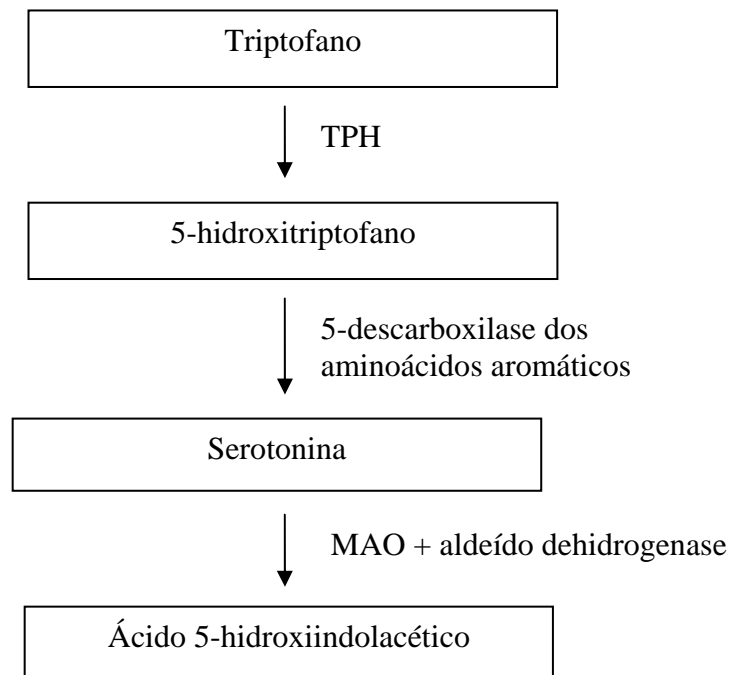 Triptofano
TPH
5-hidroxitriptofano
5-descarboxilase dos
aminoácidos aromáticos
Serotonina
MAO + aldeído dehidrogenase
Ácido 5-hidroxiindolacético